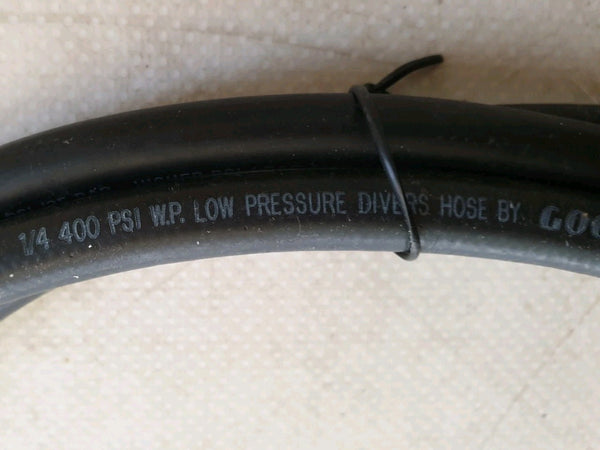 1/4 400 PSI W.P. LOW PRESSURE DIVERS HOSE BY